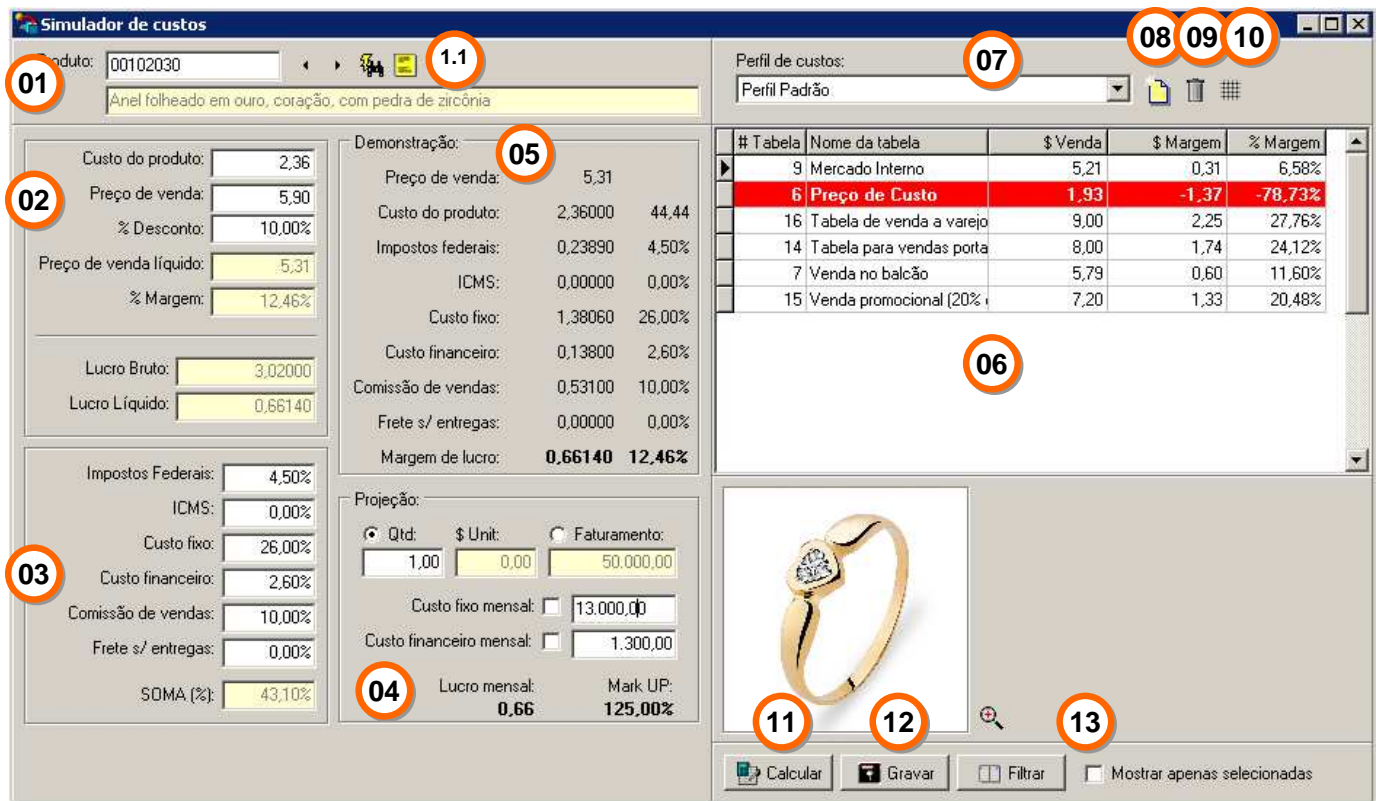 Simulador de custos
01
Produto: 00102030
1.1
Anel folheado em ouro, coração, com pedra de zircônia
07 08 09 10
Perfil de custos:
Perfil Padrão
02
Custo do produto: 2,36
Preço de venda: 5,90
% Desconto: 10,00%
Preço de venda líquido: 5,31
% Margem: 12,46%
Lucro Bruto: 3,02000
Lucro Líquido: 0,66140
03
Impostos Federais: 4,50%
ICMS: 0,00%
Custo fixo: 26,00%
Custo financeiro: 2,60%
Comissão de vendas: 10,00%
Frete s/ entregas: 0,00%
SOMA (%): 43,10%
Demonstração: 05
Preço de venda: 5,31
Custo do produto: 2,36000 44,44
Impostos federais: 0,23890 4,50%
ICMS: 0,00000 0,00%
Custo fixo: 1,38060 26,00%
Custo financeiro: 0,13800 2,60%
Comissão de vendas: 0,53100 10,00%
Frete s/ entregas: 0,00000 0,00%
Margem de lucro: 0,66140 12,46%
Projeção:
Qtd: $ Unit: Faturamento:
1,00 0,00 50.000,00
Custo fixo mensal: 13.000,00
Custo financeiro mensal: 1.300,00
04
Lucro mensal: Mark UP:
0,66 125,00%
# Tabela Nome da tabela $ Venda $ Margem % Margem
9 Mercado Interno 5,21 0,31 6,58%
6 Preço de Custo 1,93 -1,37 -78,73%
16 Tabela de venda a varejo 9,00 2,25 27,76%
14 Tabela para vendas porta 8,00 1,74 24,12%
7 Venda no balcão 5,79 0,60 11,60%
15 Venda promocional (20% 7,20 1,33 20,48%
06
11 12 13
Calcular Gravar Filtrar Mostrar apenas selecionadas